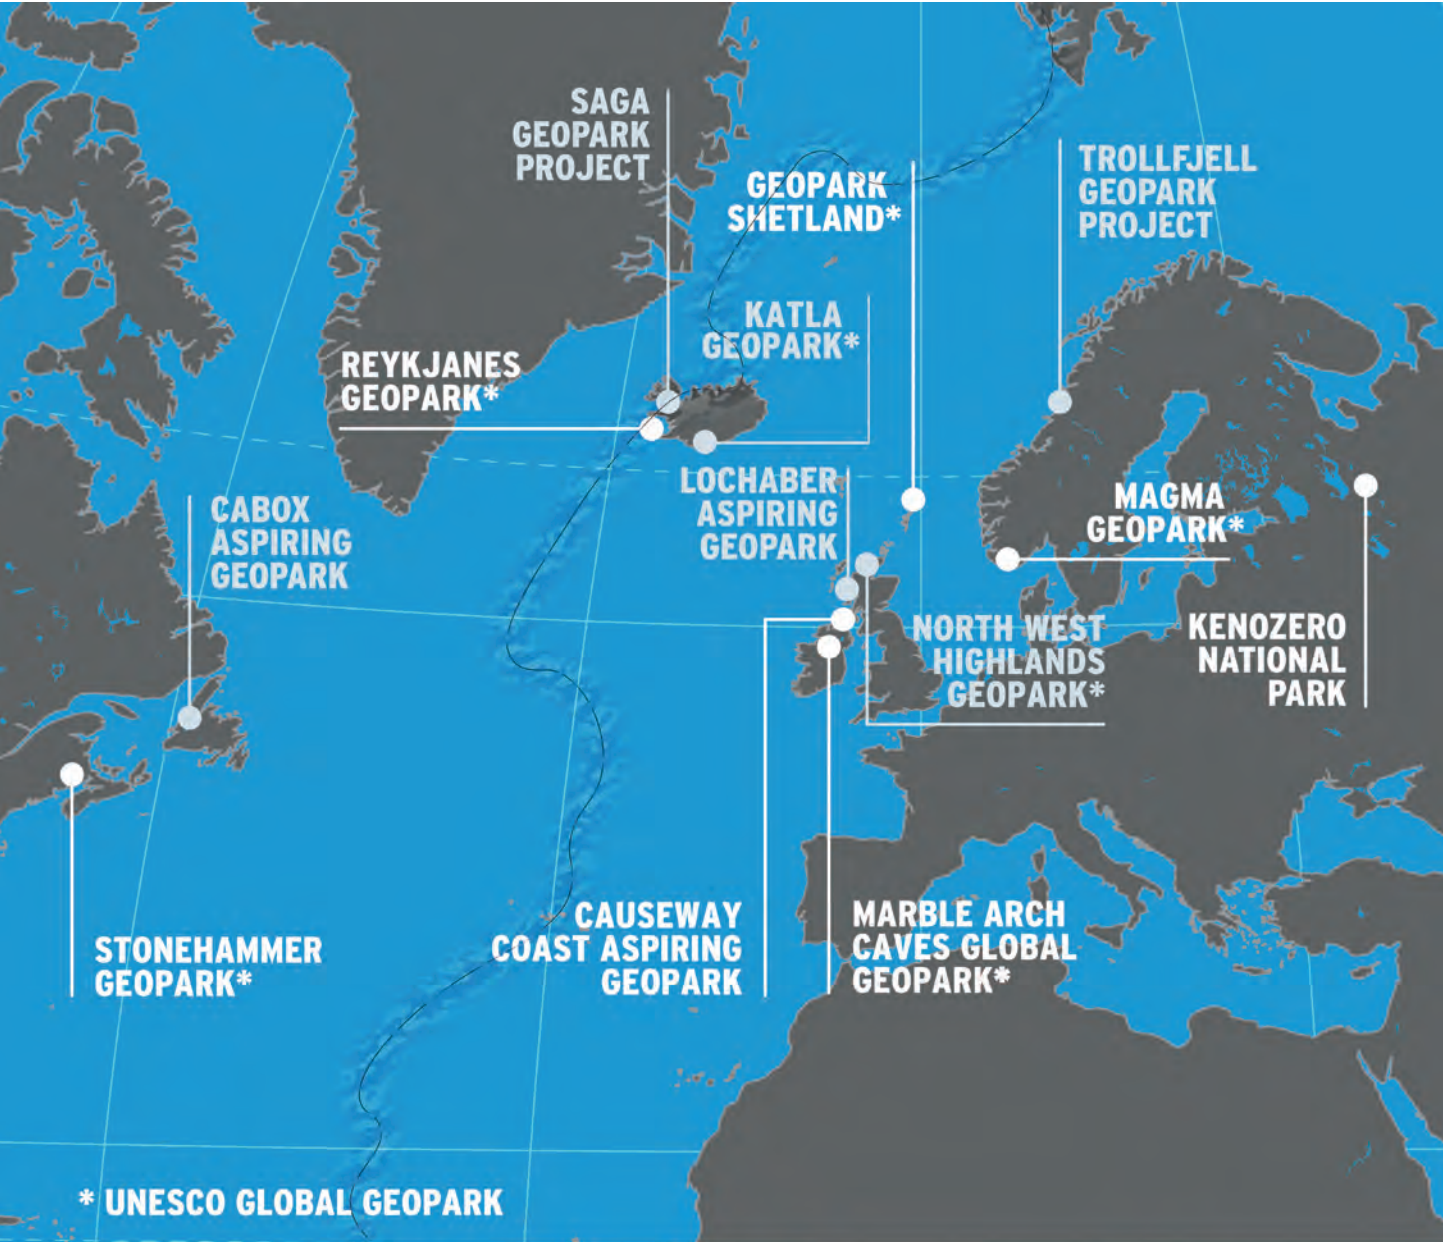 SAGA
GEOPARK
PROJECT
GEOPARK
SHETLAND*
TROLLFJELL
GEOPARK
PROJECT
KATLA
GEOPARK*
REYKJANES
GEOPARK*
LOCHABER
ASPIRING
GEOPARK
MAGMA
GEOPARK*
CABOX
ASPIRING
GEOPARK
NORTH WEST
HIGHLANDS
GEOPARK*
KENOZERO
NATIONAL
PARK
STONEHAMMER
GEOPARK*
CAUSEWAY
COAST ASPIRING
GEOPARK
MARBLE ARCH
CAVES GLOBAL
GEOPARK*
* UNESCO GLOBAL GEOPARK